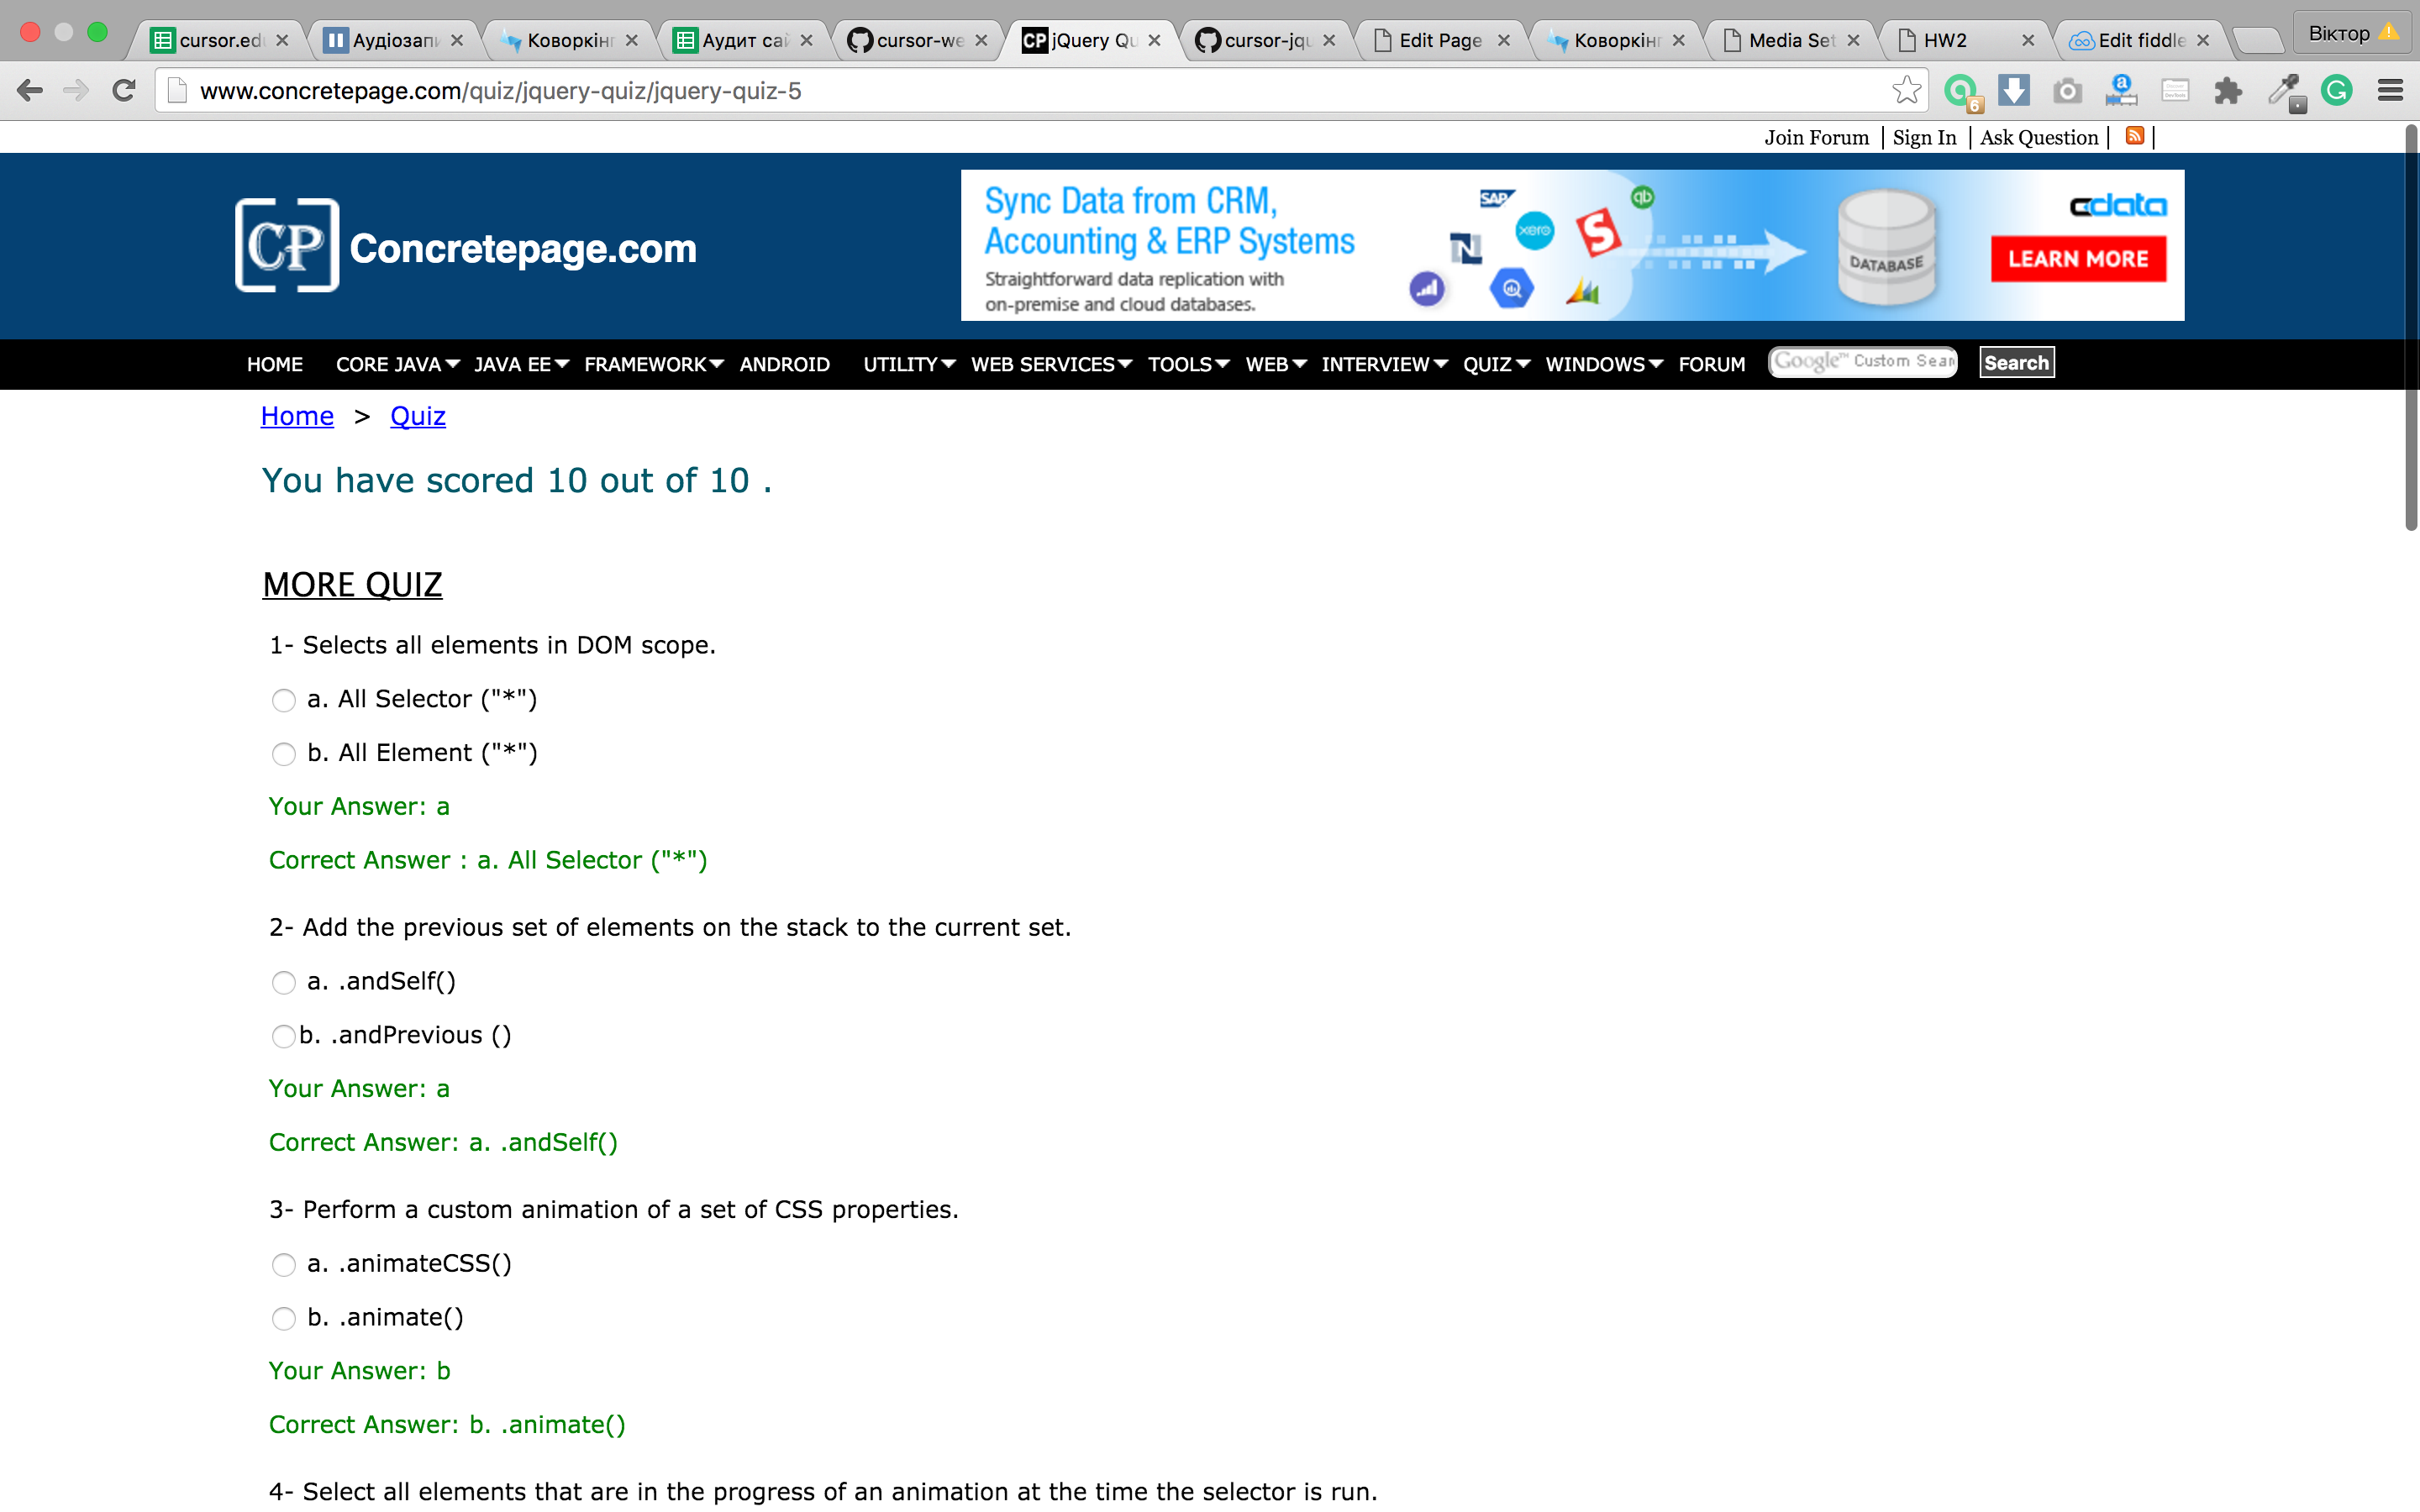 cursor.ed
Аудіозапи
Коворкінг
Аудит сай
cursor-we
CP jQuery Qu
cursor-jqu
Edit Page
Коворкінг
Media Set
HW2
Edit fiddle
Віктор
www.concretepage.com/quiz/jquery-quiz/jquery-quiz-5
6
Join Forum | Sign In | Ask Question |
CP Concretepage.com
Sync Data from CRM,
Accounting & ERP Systems
Straightforward data replication with
on-premise and cloud databases.
SAP
qb
xero
S
N
DATABASE
cdata
LEARN MORE
HOME CORE JAVA JAVA EE FRAMEWORK ANDROID UTILITY WEB SERVICES TOOLS WEB INTERVIEW QUIZ WINDOWS FORUM Google™ Custom Sear Search
Home > Quiz
You have scored 10 out of 10 .
MORE QUIZ
1- Selects all elements in DOM scope.
a. All Selector ("*")
b. All Element ("*")
Your Answer: a
Correct Answer : a. All Selector ("*")
2- Add the previous set of elements on the stack to the current set.
a. .andSelf()
b. .andPrevious ()
Your Answer: a
Correct Answer: a. .andSelf()
3- Perform a custom animation of a set of CSS properties.
a. .animateCSS()
b. .animate()
Your Answer: b
Correct Answer: b. .animate()
4- Select all elements that are in the progress of an animation at the time the selector is run.